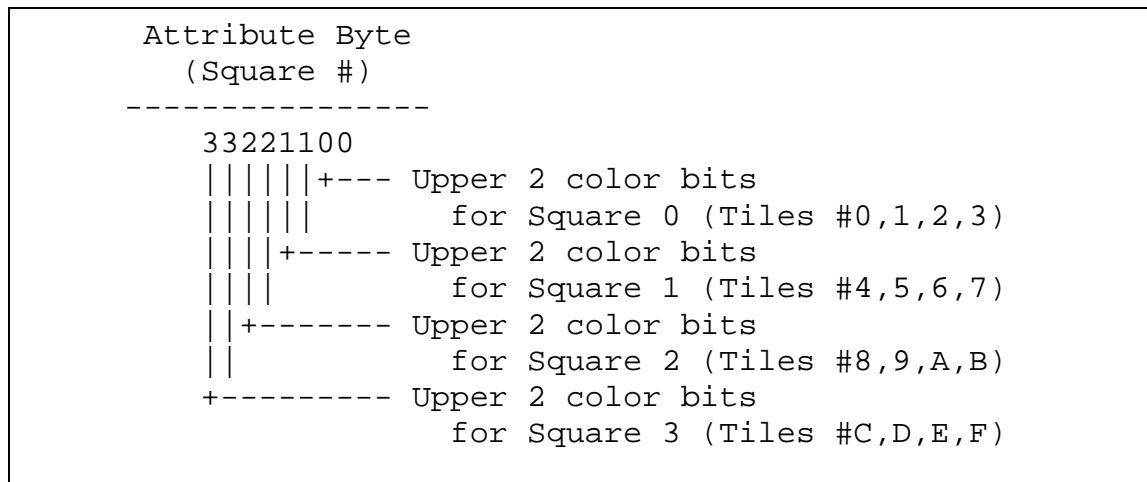 Attribute Byte
(Square #)
----------------
33221100
||||||+--- Upper 2 color bits
|||||| for Square 0 (Tiles #0,1,2,3)
||||+----- Upper 2 color bits
|||| for Square 1 (Tiles #4,5,6,7)
||+------- Upper 2 color bits
|| for Square 2 (Tiles #8,9,A,B)
+--------- Upper 2 color bits
for Square 3 (Tiles #C,D,E,F)